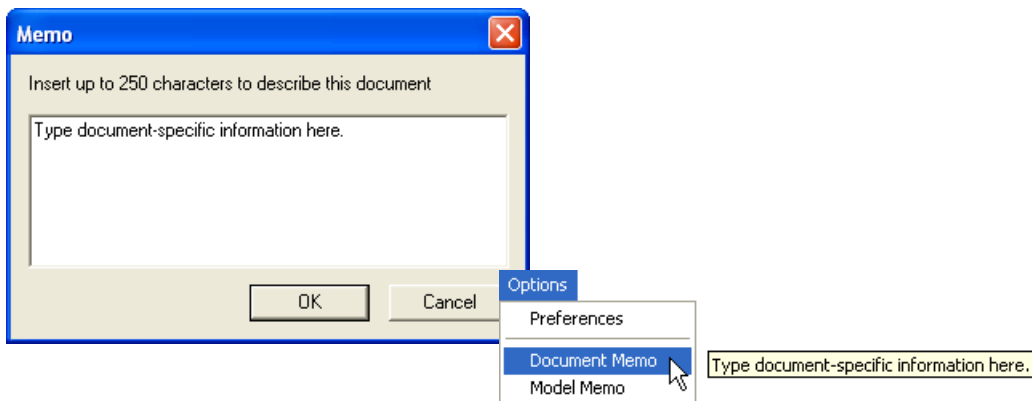 Memo
Insert up to 250 characters to describe this document
Type document-specific information here.
OK
Cancel
Options
Preferences
Document Memo
Type document-specific information here.
Model Memo